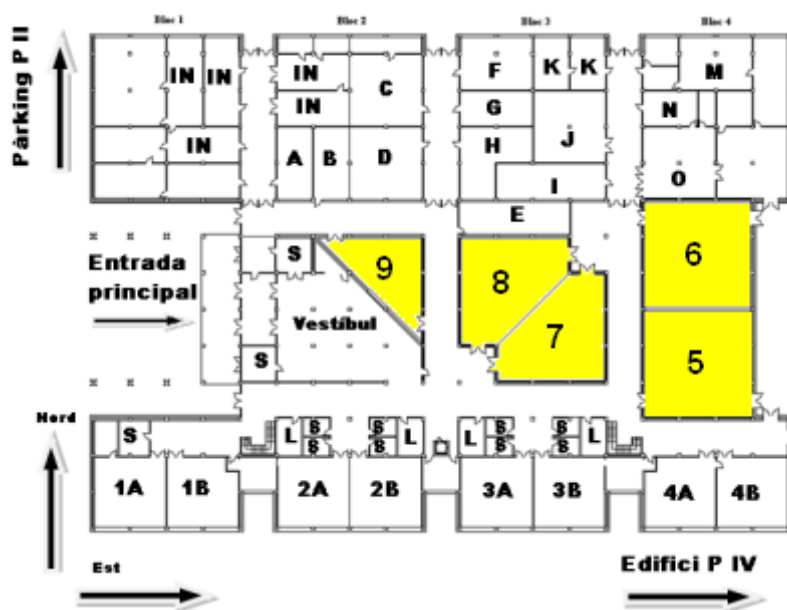 Bloc 1 Bloc 2 Bloc 3 Bloc 4
Pàrking P II
IN IN IN C F K K M
IN G N
IN A B D H J
I O
E
S 9 8 6
Entrada
principal
Vestíbul 7 5
S
Nord
S L S S L L S S L
S S S S
1A 1B 2A 2B 3A 3B 4A 4B
Est Edifici P IV